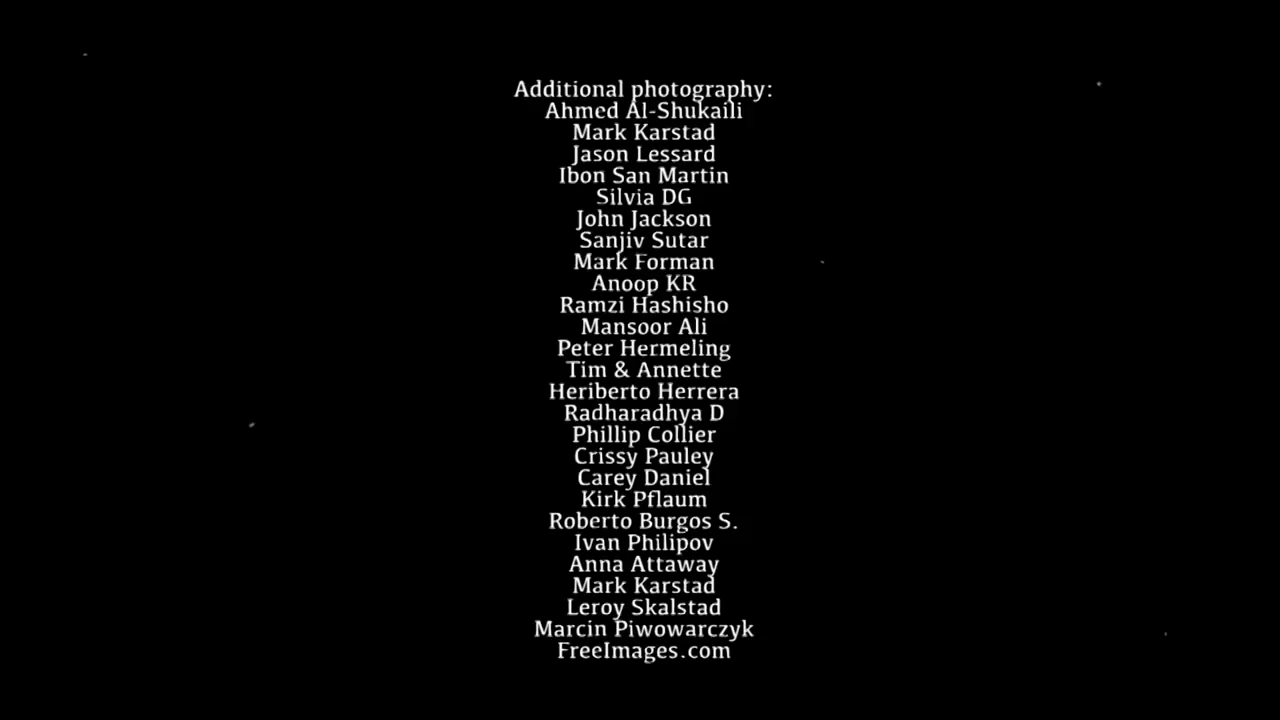 Additional photography:
Ahmed Al-Shukaili
Mark Karstad
Jason Lessard
Ibon San Martin
Silvia DG
John Jackson
Sanjiv Sutar
Mark Forman
Anoop KR
Ramzi Hashisho
Mansoor Ali
Peter Hermeling
Tim & Annette
Heriberto Herrera
Radharadhya D
Phillip Collier
Crissy Pauley
Carey Daniel
Kirk Pflaum
Roberto Burgos S.
Ivan Philipov
Anna Attaway
Mark Karstad
Leroy Skalstad
Marcin Piwowarczyk
FreeImages.com